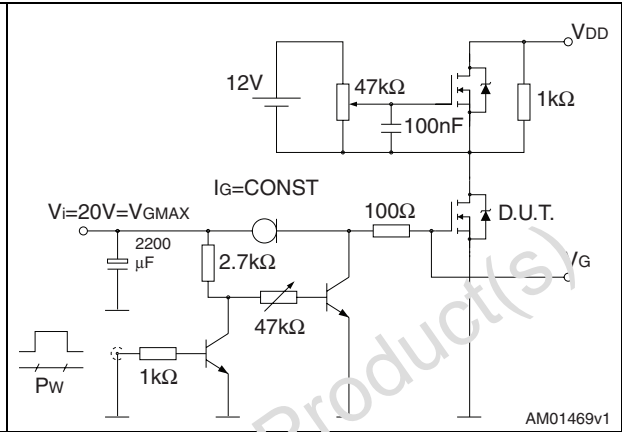 VDD
12V
47kΩ
1kΩ
100nF
IG=CONST
Vi=20V=VGMAX
100Ω
D.U.T.
2200
μF
2.7kΩ
VG
47kΩ
1kΩ
PW
Product(s)
AM01469v1